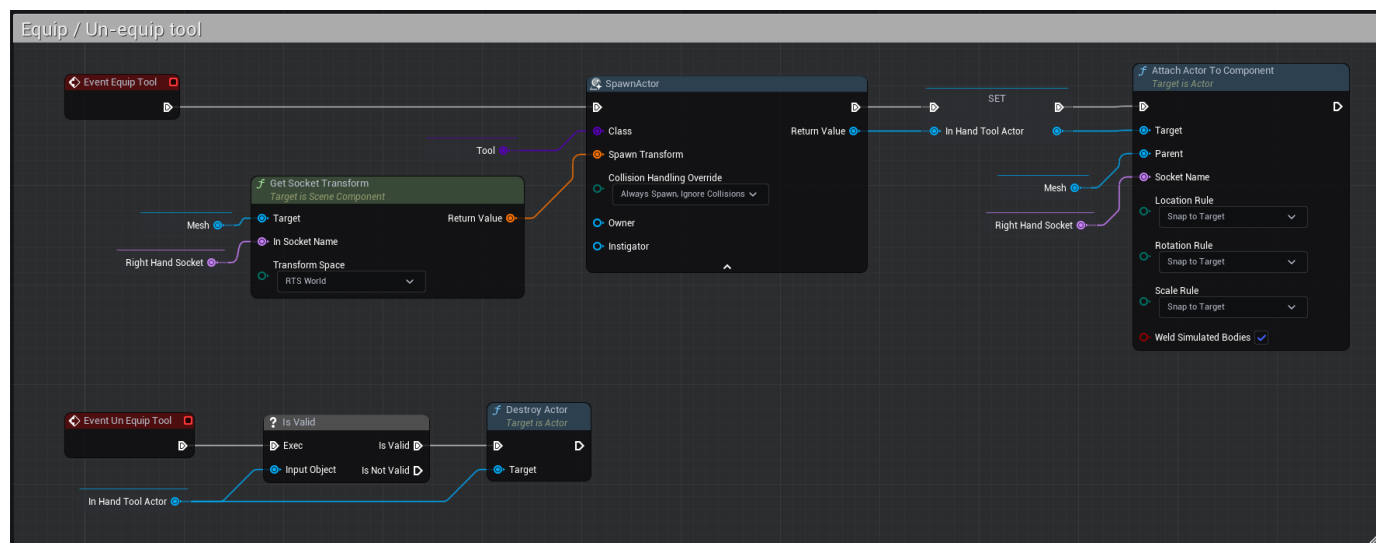 Equip / Un-equip tool
Event Equip Tool
Tool
Get Socket Transform
Target is Scene Component
Mesh
Target
Return Value
Right Hand Socket
In Socket Name
Transform Space
RTS World
SpawnActor
Class
Return Value
Spawn Transform
Collision Handling Override
Always Spawn, Ignore Collisions
Owner
Instigator
SET
In Hand Tool Actor
Mesh
Right Hand Socket
Attach Actor To Component
Target is Actor
Target
Parent
Socket Name
Location Rule
Snap to Target
Rotation Rule
Snap to Target
Scale Rule
Snap to Target
Weld Simulated Bodies
Event Un Equip Tool
In Hand Tool Actor
? Is Valid
Exec
Is Valid
Input Object
Is Not Valid
Destroy Actor
Target is Actor
Target